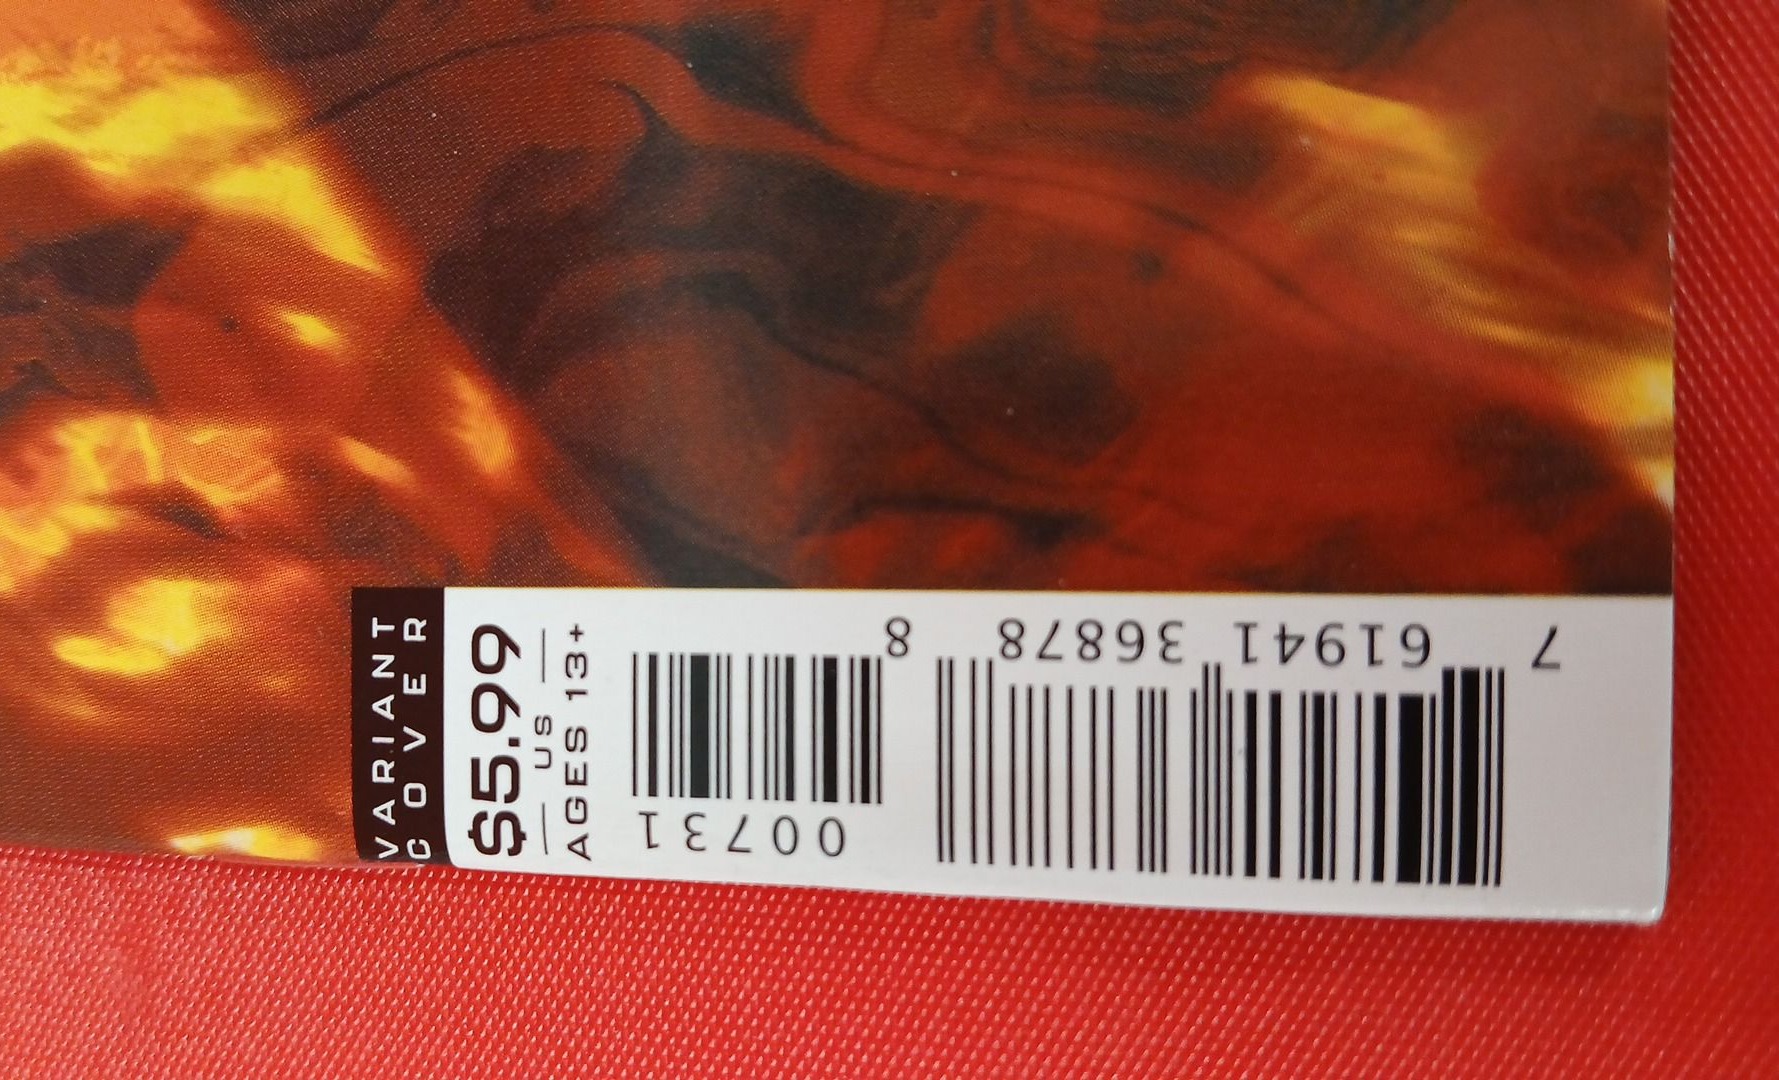 VARIANT
COVER
$5.99
US
AGES 13+
7 61941 36878 8
00731